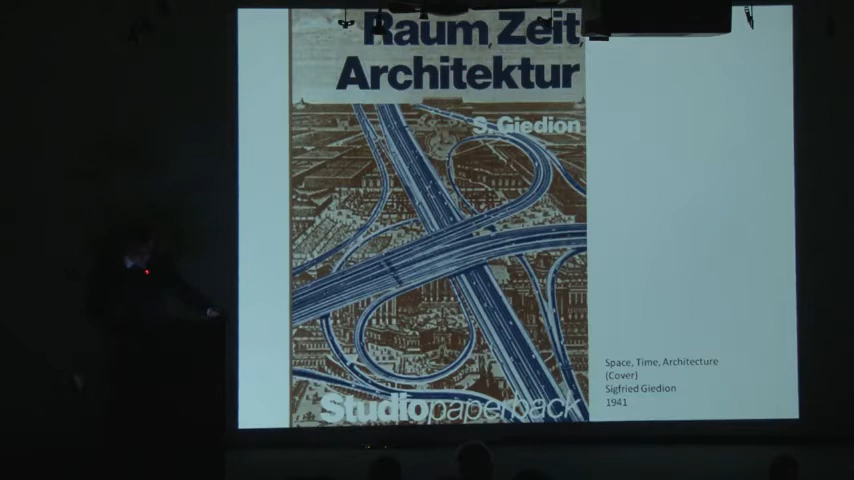 Raum, Zeit,
Architektur
S. Giedion
Studiopaperback
Space, Time, Architecture
(Cover)
Sigfried Giedion
1941